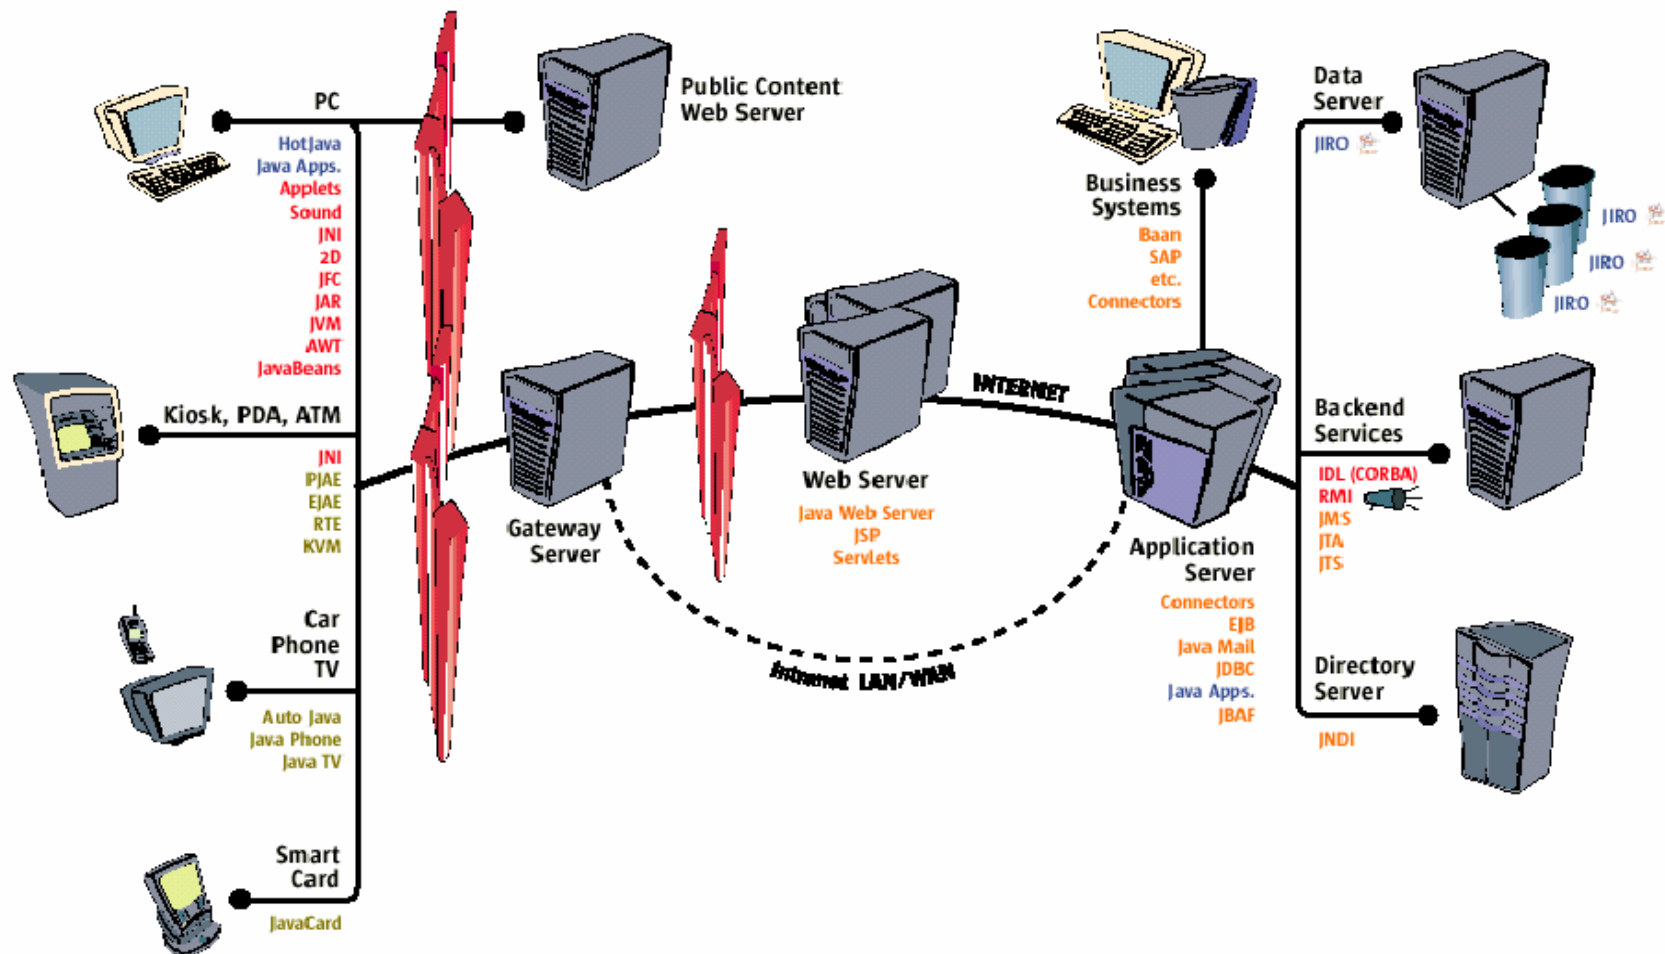 PC
HotJava
Java Apps.
Applets
Sound
JNI
2D
JFC
JAR
JVM
AWT
JavaBeans
Kiosk, PDA, ATM
JNI
PJAE
EJAE
RTE
KVM
Car
Phone
TV
Auto Java
Java Phone
Java TV
Smart
Card
JavaCard
Public Content
Web Server
Gateway
Server
Web Server
Java Web Server
JSP
Servlets
INTERNET
Intranet LAN/WAN
Business
Systems
Baan
SAP
etc.
Connectors
Application
Server
Connectors
EJB
Java Mail
JDBC
Java Apps.
JBAF
Data
Server
JIRO
JIRO
JIRO
JIRO
Backend
Services
IDL (CORBA)
RMI
JMS
JTA
JTS
Directory
Server
JNDI